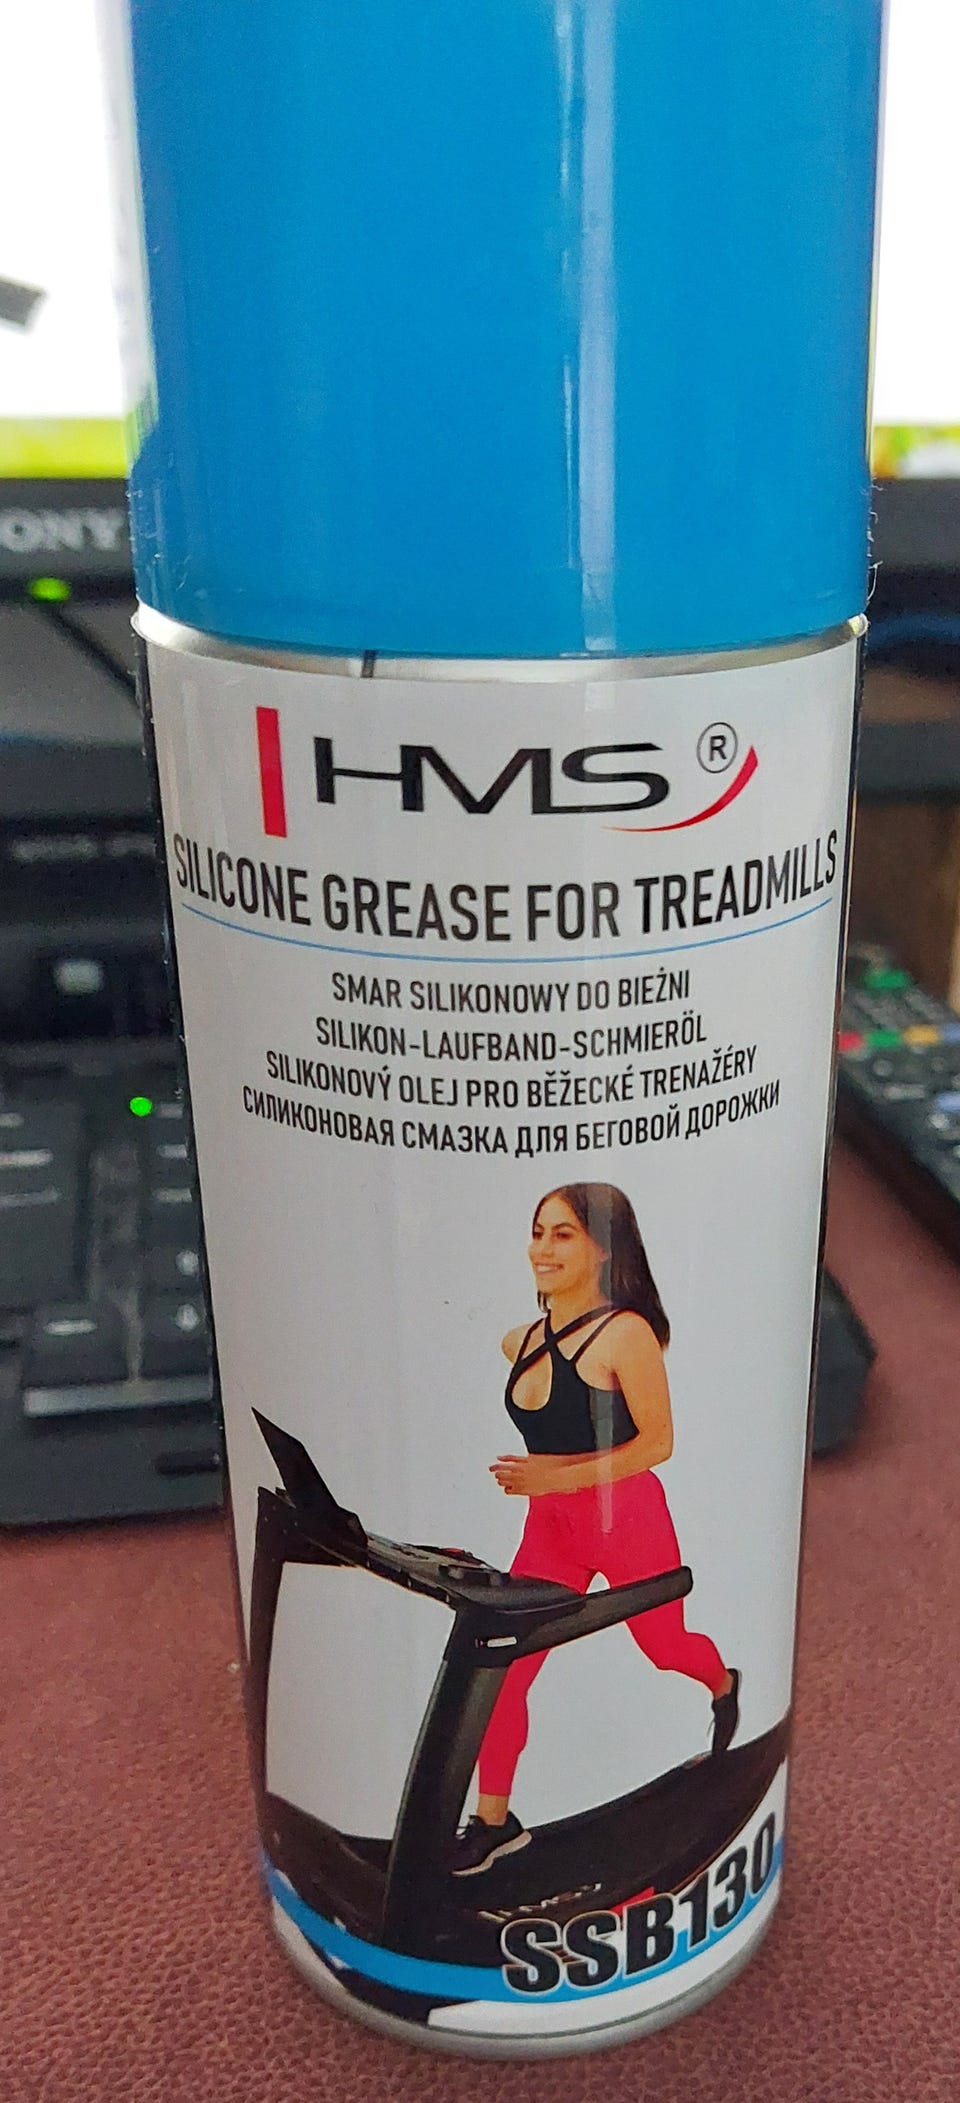 HMS ®
SILICONE GREASE FOR TREADMILLS
SMAR SILIKONOWY DO BIEŻNI
SILIKON-LAUFBAND-SCHMIERÖL
SILIKONOVÝ OLEJ PRO BĚŽECKÉ TRENAŽÉRY
СИЛИКОНОВАЯ СМАЗКА ДЛЯ БЕГОВОЙ ДОРОЖКИ
SSB130